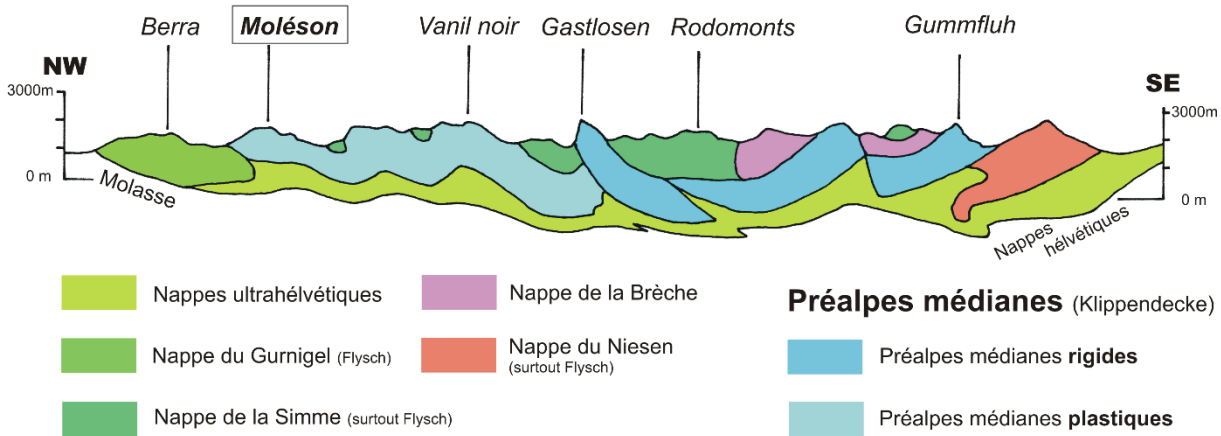 Berra
Moléson
Vanil noir
Gastlosen
Rodomonts
Gummfluh
NW
SE
3000m
3000m
0 m
0 m
Molasse
Nappes
hélvétiques
Nappes ultrahélvétiques
Nappe du Gurnigel (Flysch)
Nappe de la Simme (surtout Flysch)
Nappe de la Brèche
Nappe du Niesen
(surtout Flysch)
Préalpes médianes (Klippendecke)
Préalpes médianes rigides
Préalpes médianes plastiques